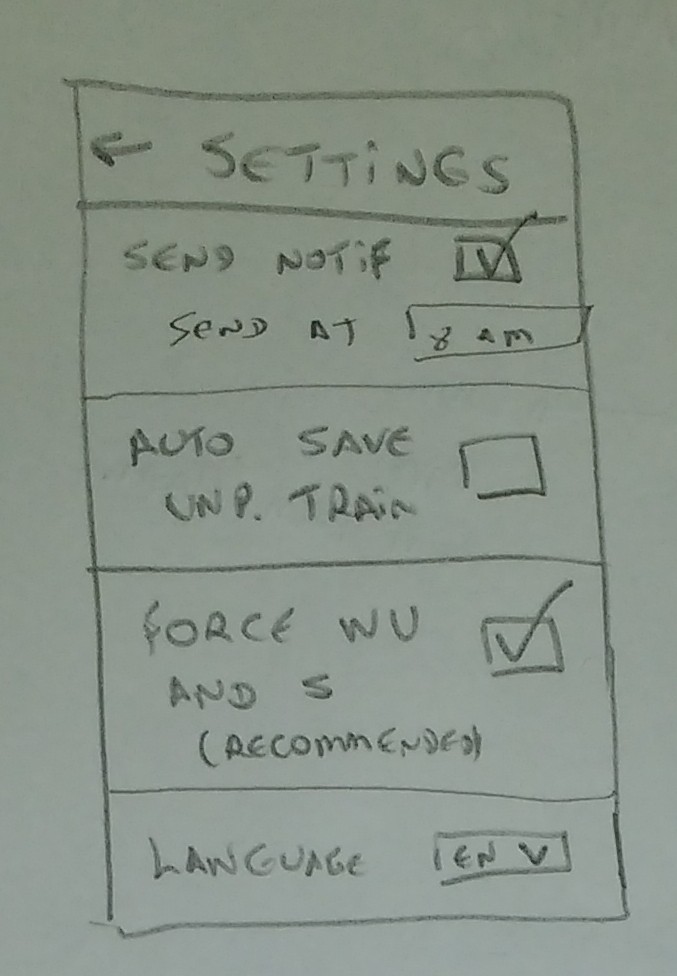 ← SETTINGS
SEND NOTIF
SEND AT 8 AM
AUTO SAVE
UNP. TRAIN
FORCE WU
AND S
(RECOMMENDED)
LANGUAGE EN